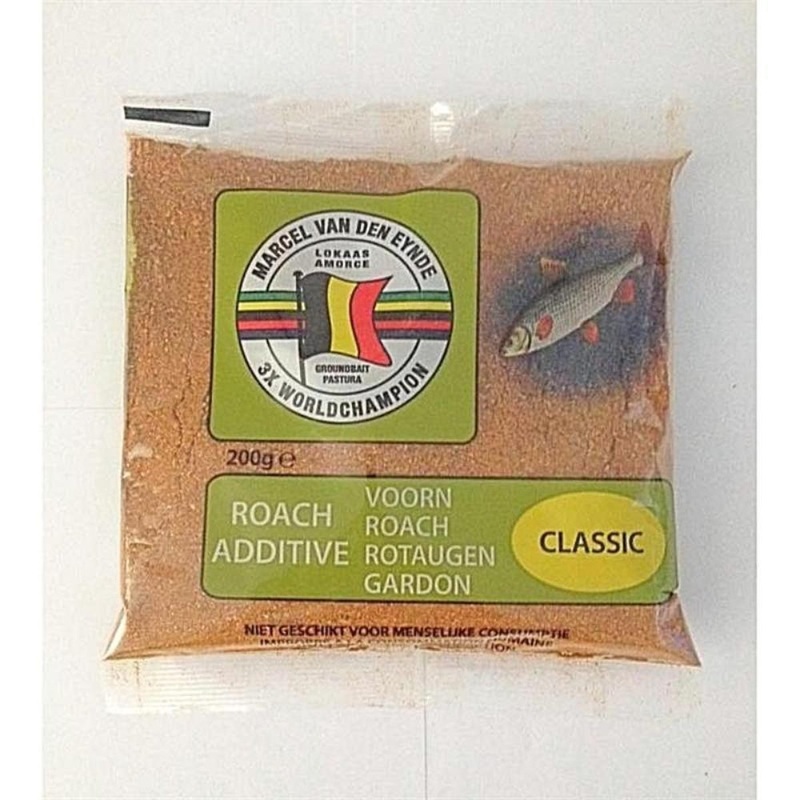 MARCEL VAN DEN EYNDE
LOKAAS
AMORCE
GROUNDBAIT
PASTURA
3X WORLDCHAMPION
200g ℮
ROACH
ADDITIVE
VOORN
ROACH
ROTAUGEN
GARDON
CLASSIC
NIET GESCHIKT VOOR MENSELIJKE CONSUMPTIE